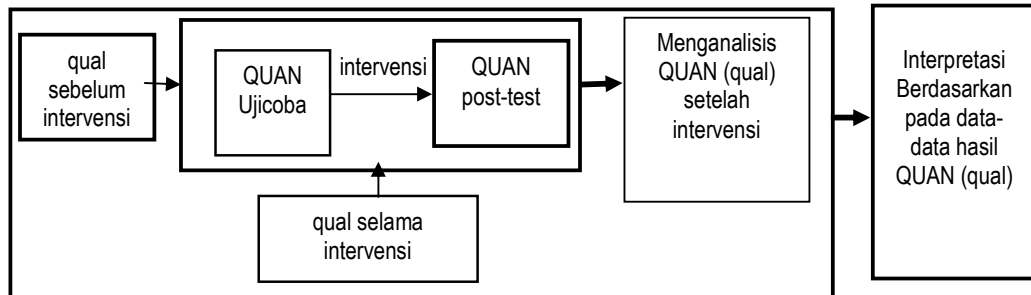 qual
sebelum
intervensi
QUAN
Ujicoba
intervensi
QUAN
post-test
qual selama
intervensi
Menganalisis
QUAN (qual)
setelah
intervensi
Interpretasi
Berdasarkan
pada data-
data hasil
QUAN (qual)